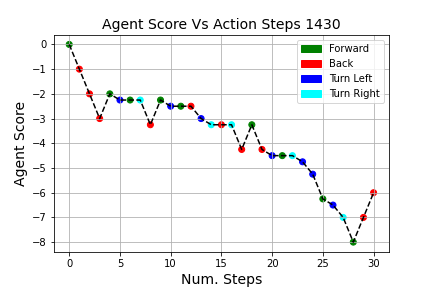 Agent Score Vs Action Steps 1430
Forward
Back
Turn Left
Turn Right
Agent Score
0
−1
−2
−3
−4
−5
−6
−7
−8
0 5 10 15 20 25 30
Num. Steps